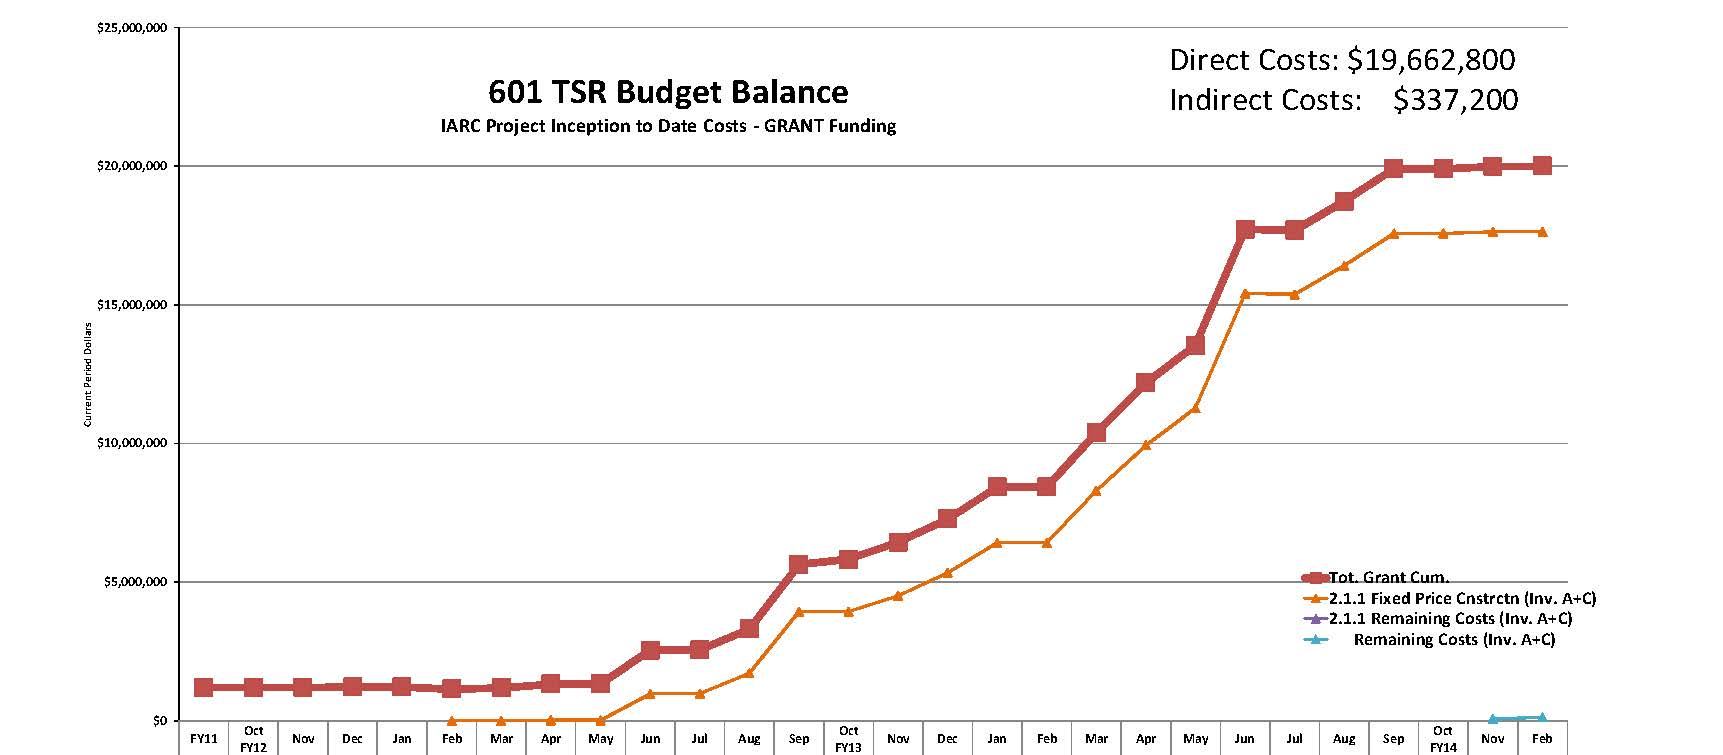 $25,000,000
Direct Costs: $19,662,800
601 TSR Budget Balance
Indirect Costs: $337,200
IARC Project Inception to Date Costs - GRANT Funding
$20,000,000
$15,000,000
Current Period Dollars
$10,000,000
$5,000,000
Tot. Grant Cum.
2.1.1 Fixed Price Cnstrctn (Inv. A+C)
2.1.1 Remaining Costs (Inv. A+C)
Remaining Costs (Inv. A+C)
$0
FY11 Oct FY12 Nov Dec Jan Feb Mar Apr May Jun Jul Aug Sep Oct FY13 Nov Dec Jan Feb Mar Apr May Jun Jul Aug Sep Oct FY14 Nov Feb